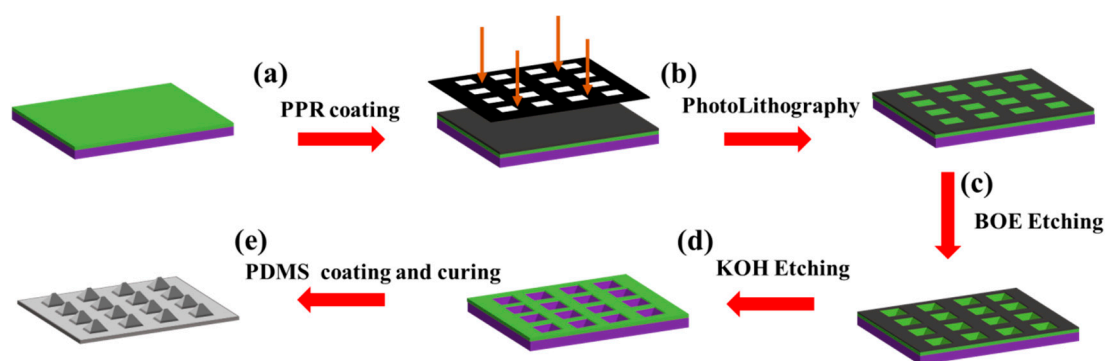 (a)
PPR coating
(b)
PhotoLithography
(c)
BOE Etching
(d)
KOH Etching
(e)
PDMS coating and curing